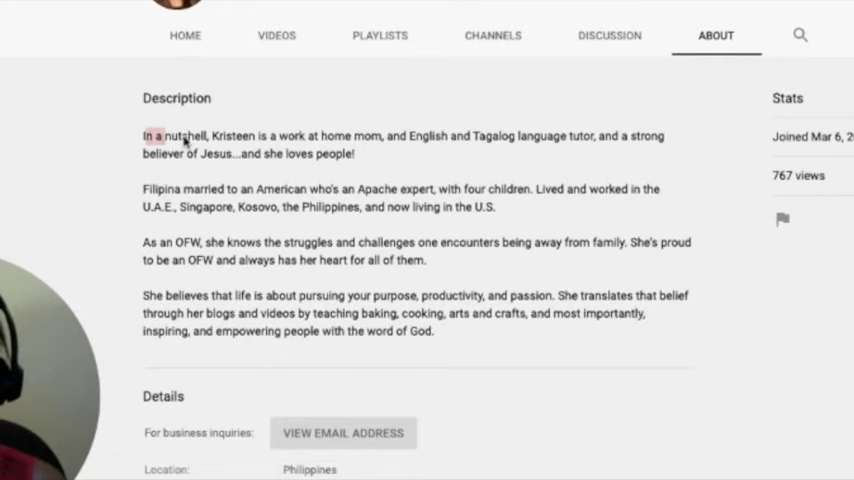 HOME VIDEOS PLAYLISTS CHANNELS DISCUSSION ABOUT
Description
In a nutshell, Kristeen is a work at home mom, and English and Tagalog language tutor, and a strong
believer of Jesus...and she loves people!
Filipina married to an American who's an Apache expert, with four children. Lived and worked in the
U.A.E., Singapore, Kosovo, the Philippines, and now living in the U.S.
As an OFW, she knows the struggles and challenges one encounters being away from family. She's proud
to be an OFW and always has her heart for all of them.
She believes that life is about pursuing your purpose, productivity, and passion. She translates that belief
through her blogs and videos by teaching baking, cooking, arts and crafts, and most importantly,
inspiring, and empowering people with the word of God.
Details
For business inquiries: VIEW EMAIL ADDRESS
Location: Philippines
Stats
Joined Mar 6,
767 views